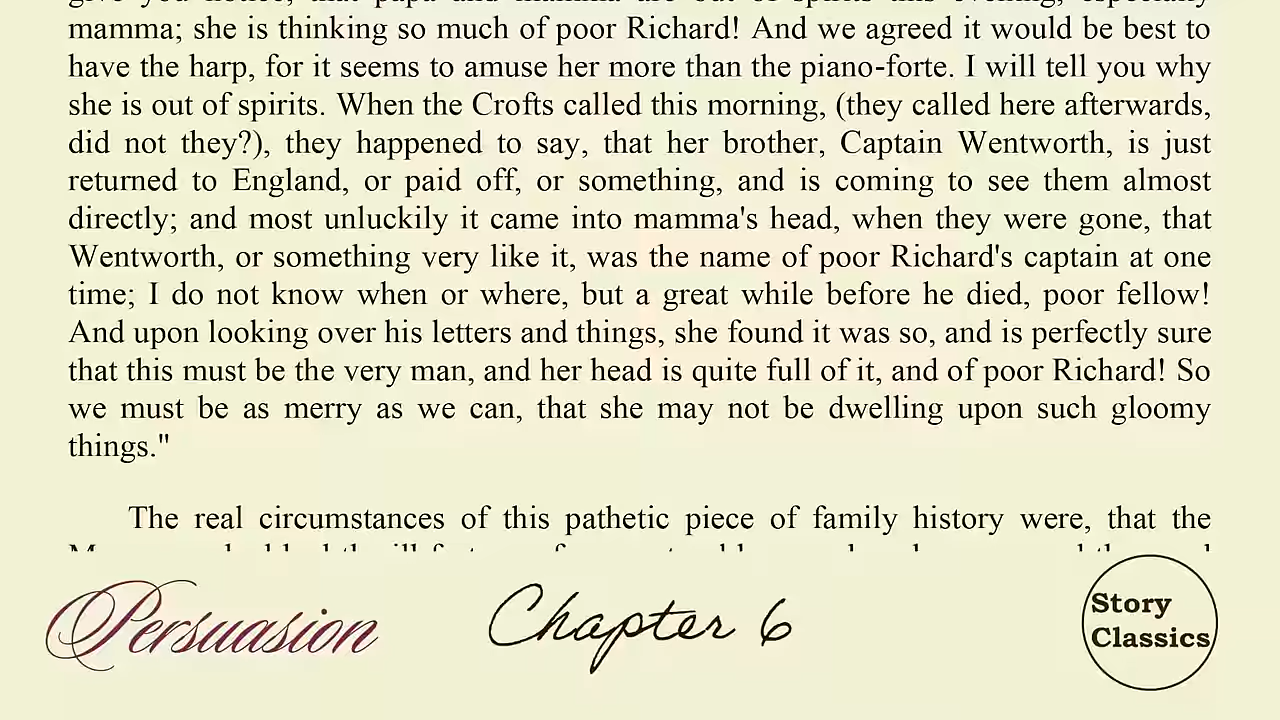 mamma; she is thinking so much of poor Richard! And we agreed it would be best to
have the harp, for it seems to amuse her more than the piano-forte. I will tell you why
she is out of spirits. When the Crofts called this morning, (they called here afterwards,
did not they?), they happened to say, that her brother, Captain Wentworth, is just
returned to England, or paid off, or something, and is coming to see them almost
directly; and most unluckily it came into mamma's head, when they were gone, that
Wentworth, or something very like it, was the name of poor Richard's captain at one
time; I do not know when or where, but a great while before he died, poor fellow!
And upon looking over his letters and things, she found it was so, and is perfectly sure
that this must be the very man, and her head is quite full of it, and of poor Richard! So
we must be as merry as we can, that she may not be dwelling upon such gloomy
things."
The real circumstances of this pathetic piece of family history were, that the
Persuasion
Chapter 6
Story
Classics